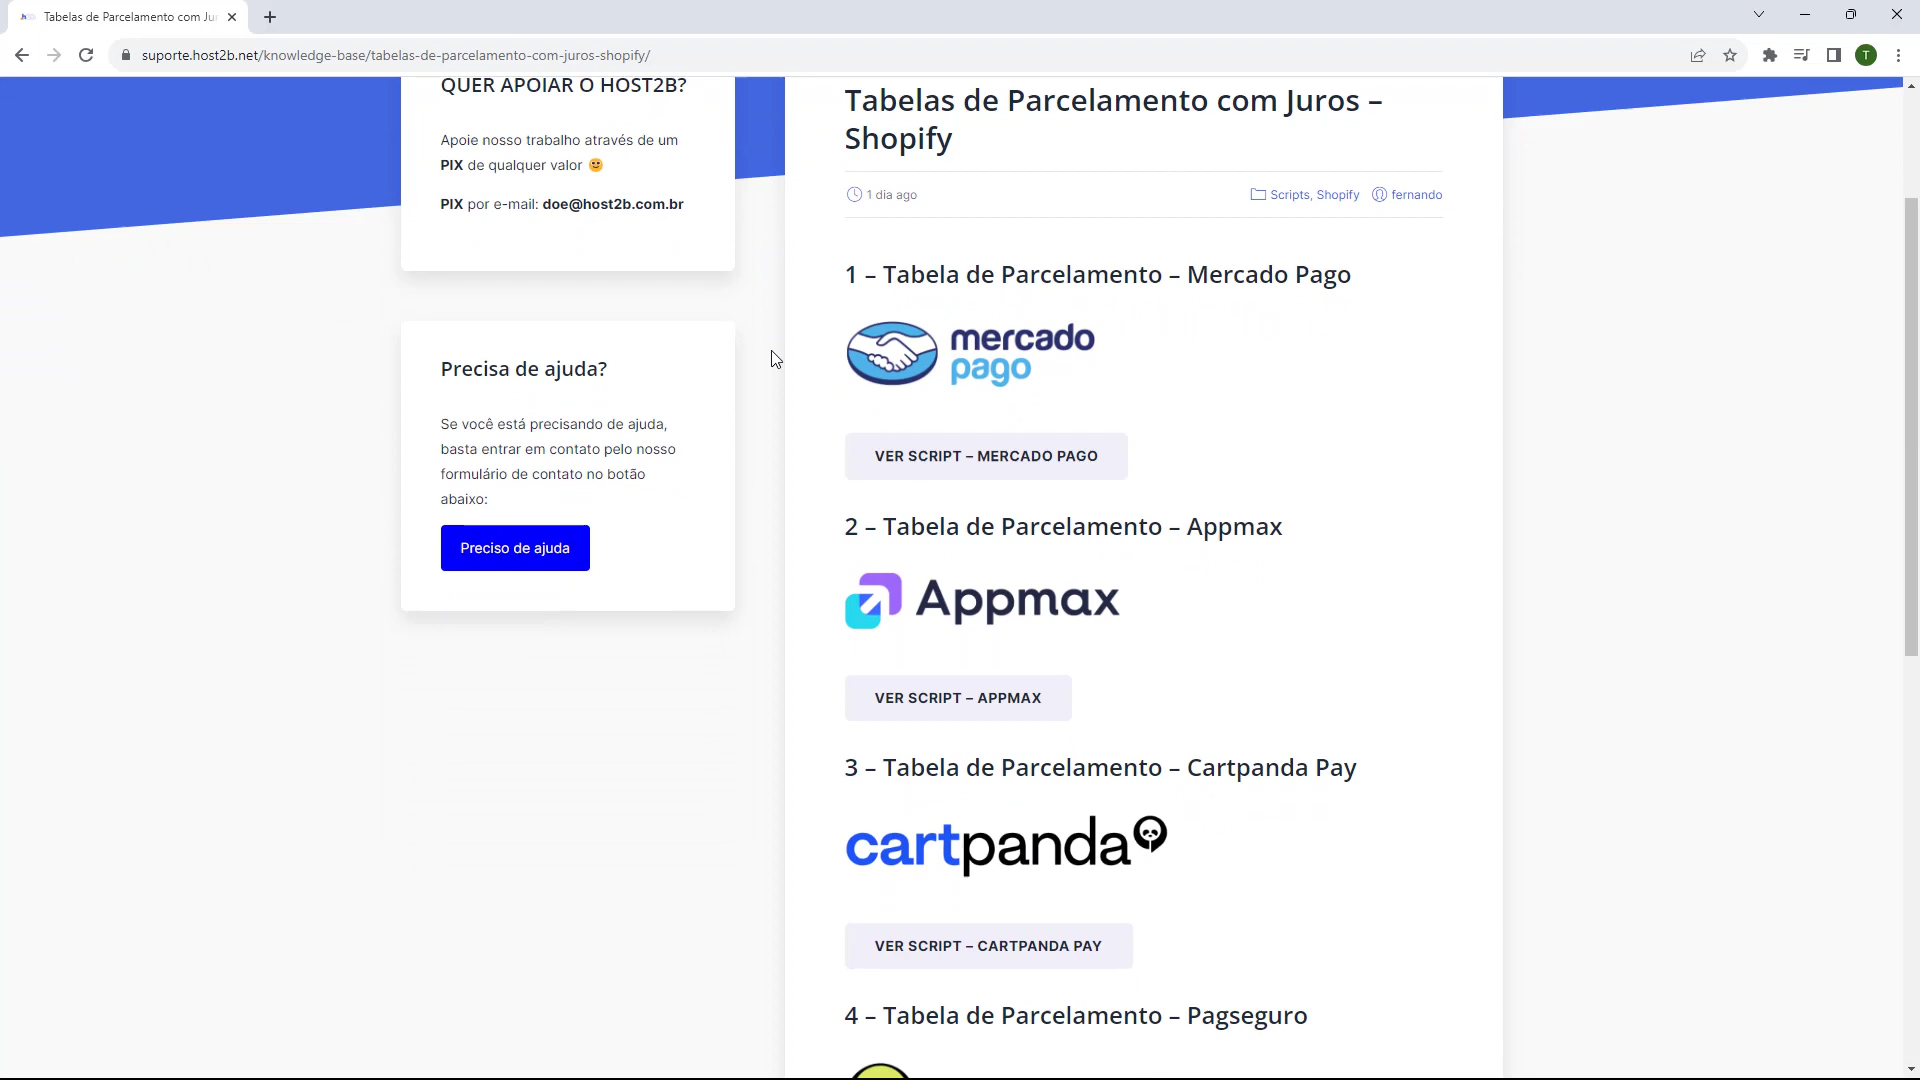 Tabelas de Parcelamento com Jur
suporte.host2b.net/knowledge-base/tabelas-de-parcelamento-com-juros-shopify/
T
QUER APOIAR O HOST2B?
Apoie nosso trabalho através de um
PIX de qualquer valor
PIX por e-mail: doe@host2b.com.br
Precisa de ajuda?
Se você está precisando de ajuda,
basta entrar em contato pelo nosso
formulário de contato no botão
abaixo:
Preciso de ajuda
Tabelas de Parcelamento com Juros –
Shopify
1 dia ago
Scripts, Shopify
fernando
1 – Tabela de Parcelamento – Mercado Pago
mercado
pago
VER SCRIPT – MERCADO PAGO
2 – Tabela de Parcelamento – Appmax
Appmax
VER SCRIPT – APPMAX
3 – Tabela de Parcelamento – Cartpanda Pay
cartpanda
VER SCRIPT – CARTPANDA PAY
4 – Tabela de Parcelamento – Pagseguro